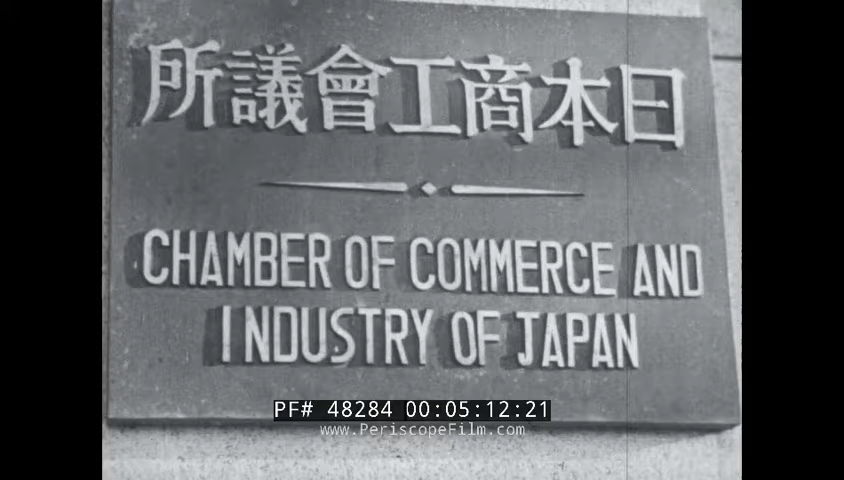 日本商工會議所
CHAMBER OF COMMERCE AND
INDUSTRY OF JAPAN
PF# 48284 00:05:12:21
www.PeriscopeFilm.com